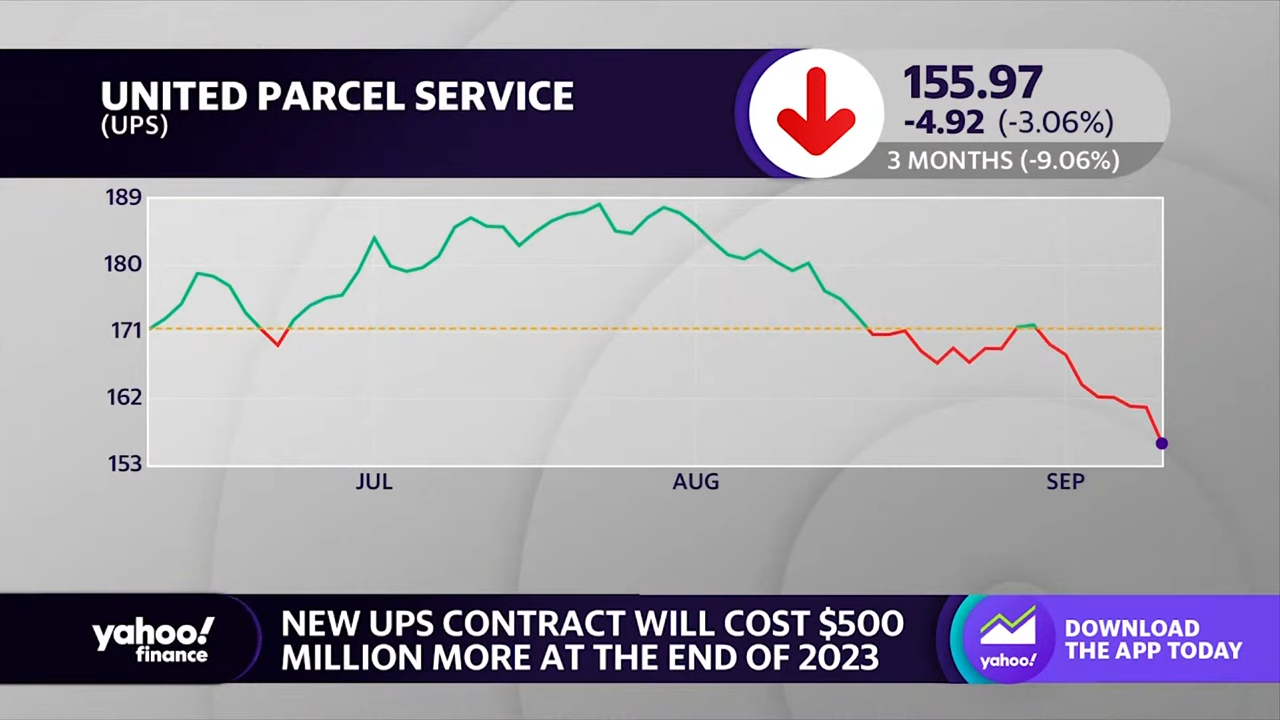 UNITED PARCEL SERVICE
(UPS)
155.97
-4.92 (-3.06%)
3 MONTHS (-9.06%)
189
180
171
162
153
JUL AUG SEP
yahoo!
finance
NEW UPS CONTRACT WILL COST $500
MILLION MORE AT THE END OF 2023
yahoo!
DOWNLOAD
THE APP TODAY